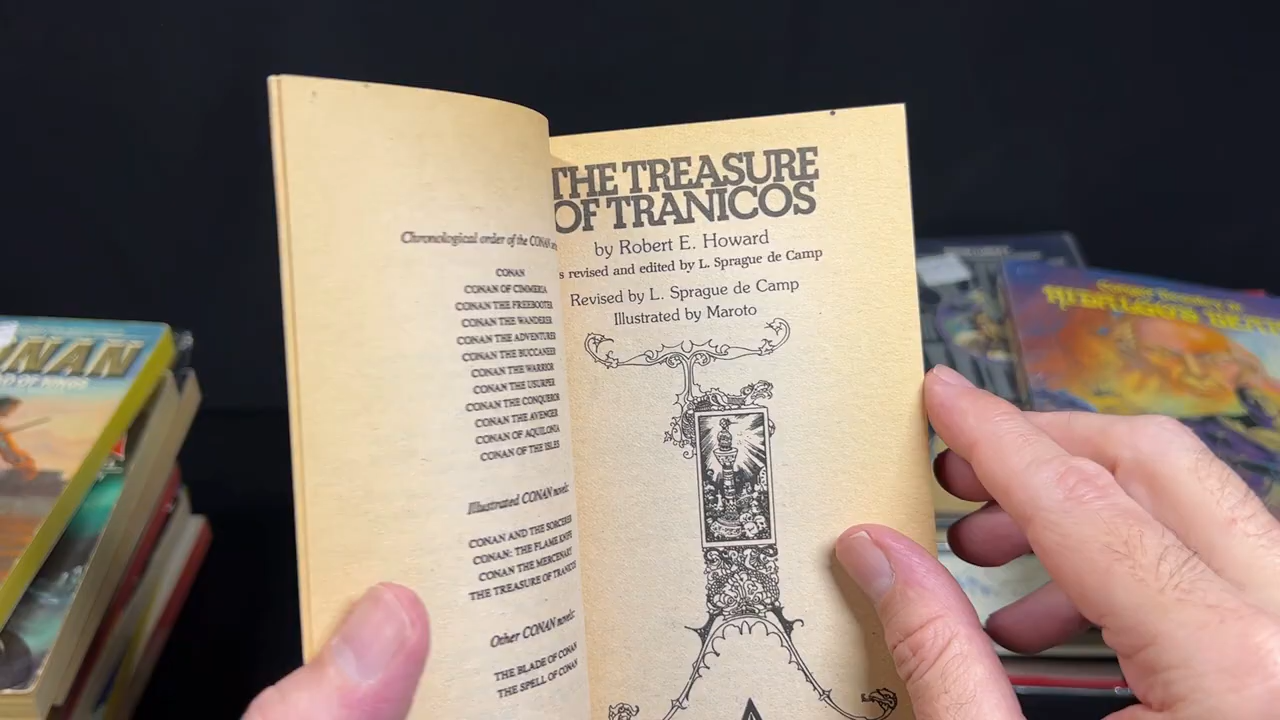 Chronological order of the CONAN
CONAN
CONAN OF CIMMERIA
CONAN THE FREEBOOTER
CONAN THE WANDERER
CONAN THE ADVENTURER
CONAN THE BUCCANEER
CONAN THE WARRIOR
CONAN THE USURPER
CONAN THE CONQUEROR
CONAN THE AVENGER
CONAN OF AQUILONIA
CONAN OF THE ISLES
Illustrated CONAN novels:
CONAN AND THE SORCERER
CONAN: THE FLAME KNIFE
CONAN THE MERCENARY
THE TREASURE OF TRANICOS
Other CONAN novels:
THE BLADE OF CONAN
THE SPELL OF CONAN
THE TREASURE
OF TRANICOS
by Robert E. Howard
s revised and edited by L. Sprague de Camp
Revised by L. Sprague de Camp
Illustrated by Maroto
NAN
OF KINGS
HIDALGO'S